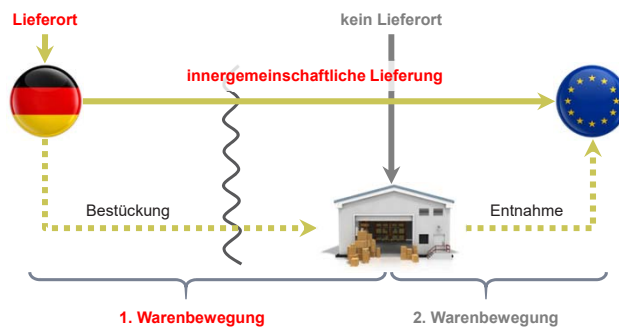 Lieferort
kein Lieferort
innergemeinschaftliche Lieferung
Bestückung
Entnahme
1. Warenbewegung
2. Warenbewegung